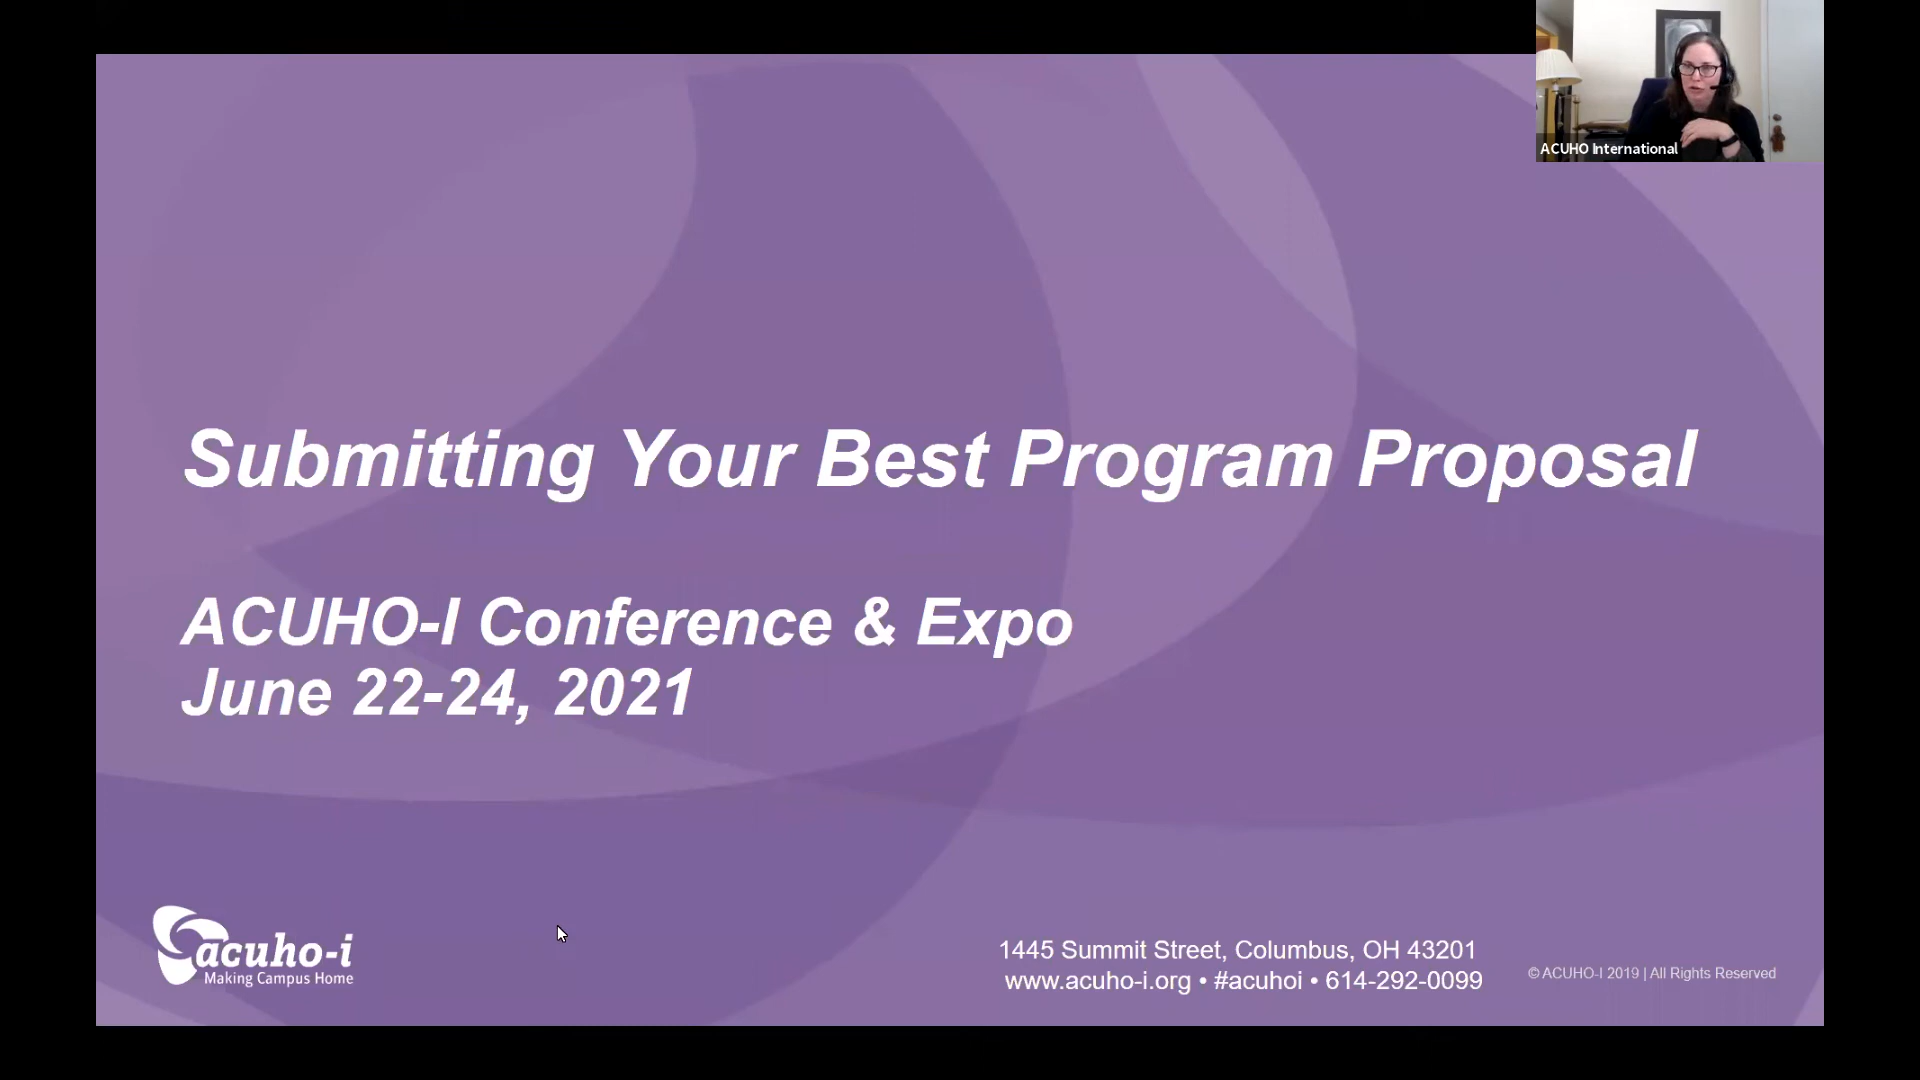 ACUHO International
Submitting Your Best Program Proposal
ACUHO-I Conference & Expo
June 22-24, 2021
acuho-i
Making Campus Home
1445 Summit Street, Columbus, OH 43201
www.acuho-i.org • #acuhoi • 614-292-0099
© ACUHO-I 2019 | All Rights Reserved